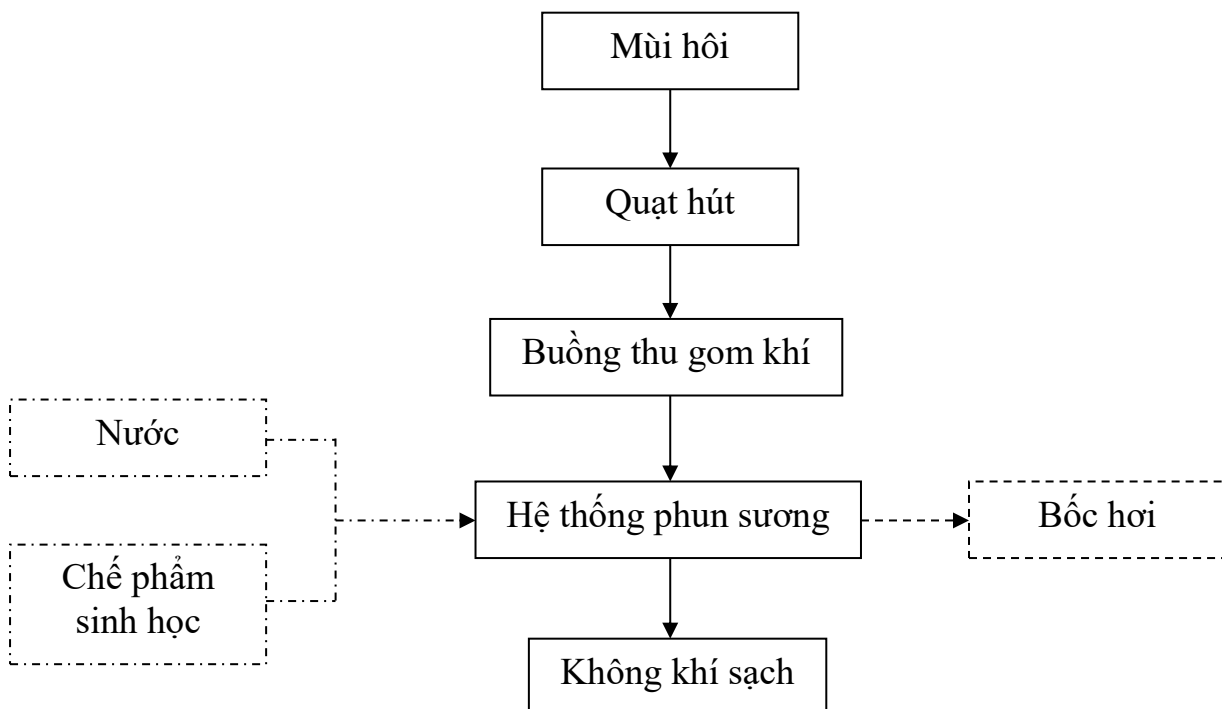 Mùi hôi
Quạt hút
Buồng thu gom khí
Nước
Hệ thống phun sương
Bốc hơi
Chế phẩm
sinh học
Không khí sạch